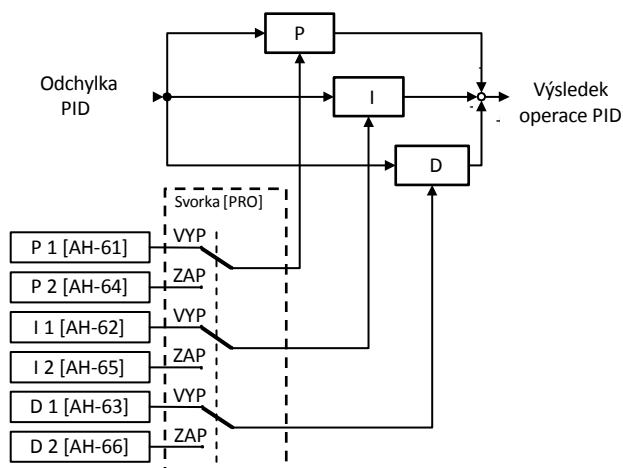 P
Odchylka
PID
I
Výsledek
operace PID
D
Svorka [PRO]
P 1 [AH-61]
VYP
P 2 [AH-64]
ZAP
I 1 [AH-62]
VYP
I 2 [AH-65]
ZAP
D 1 [AH-63]
VYP
D 2 [AH-66]
ZAP